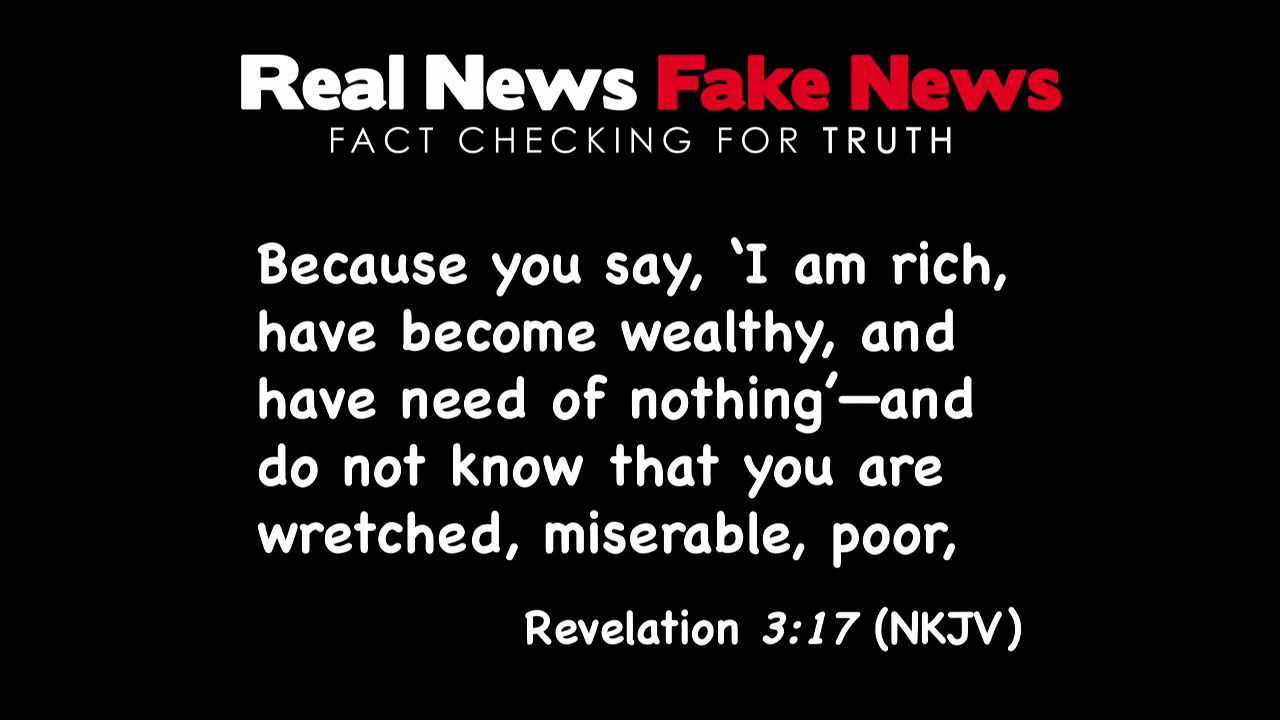 Real News Fake News
FACT CHECKING FOR TRUTH
Because you say, ‘I am rich,
have become wealthy, and
have need of nothing’—and
do not know that you are
wretched, miserable, poor,
Revelation 3:17 (NKJV)